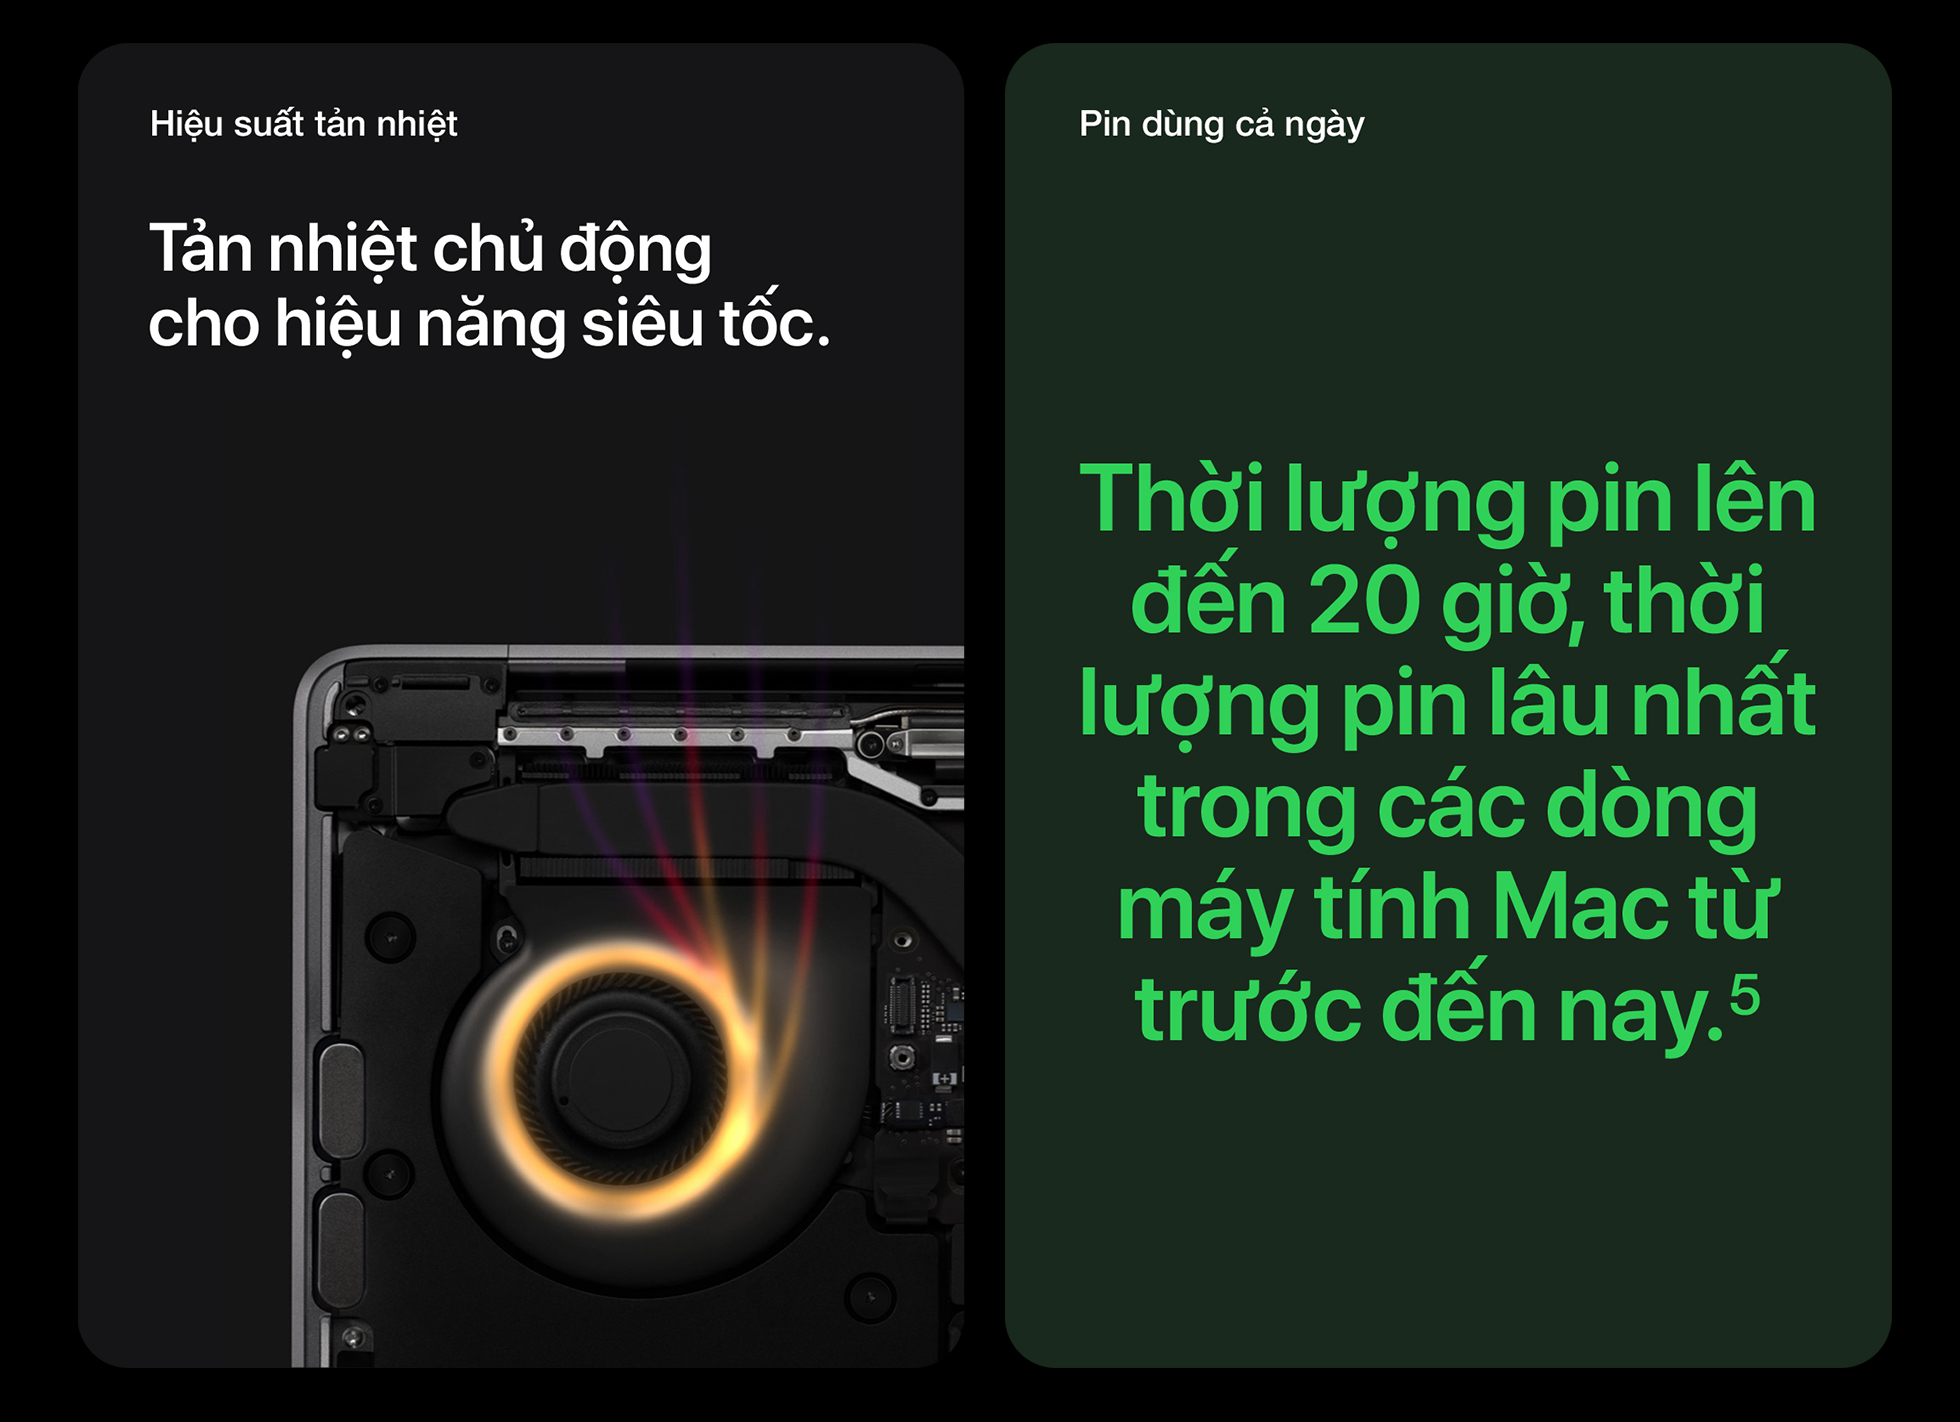 Hiệu suất tản nhiệt
Tản nhiệt chủ động
cho hiệu năng siêu tốc.
Pin dùng cả ngày
Thời lượng pin lên
đến 20 giờ, thời
lượng pin lâu nhất
trong các dòng
máy tính Mac từ
trước đến nay.⁵